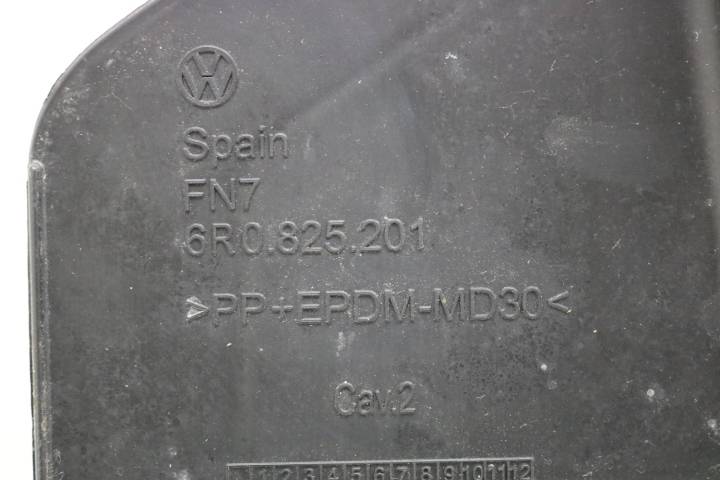 VW
Spain
FN7
6R0.825.201
>PP+EPDM-MD30<
Cav.2
1 2 3 4 5 6 7 8 9 10 11 12